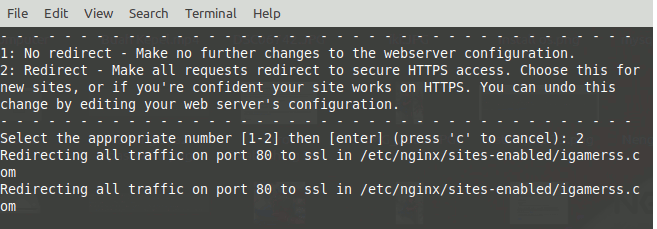 File Edit View Search Terminal Help
- - - - - - - - - - - - - - - - - - - - - - - - - - - - - - - - - - - - - - - -
1: No redirect - Make no further changes to the webserver configuration.
2: Redirect - Make all requests redirect to secure HTTPS access. Choose this for
new sites, or if you're confident your site works on HTTPS. You can undo this
change by editing your web server's configuration.
- - - - - - - - - - - - - - - - - - - - - - - - - - - - - - - - - - - - - - - -
Select the appropriate number [1-2] then [enter] (press 'c' to cancel): 2
Redirecting all traffic on port 80 to ssl in /etc/nginx/sites-enabled/igamerss.c
om
Redirecting all traffic on port 80 to ssl in /etc/nginx/sites-enabled/igamerss.c
om